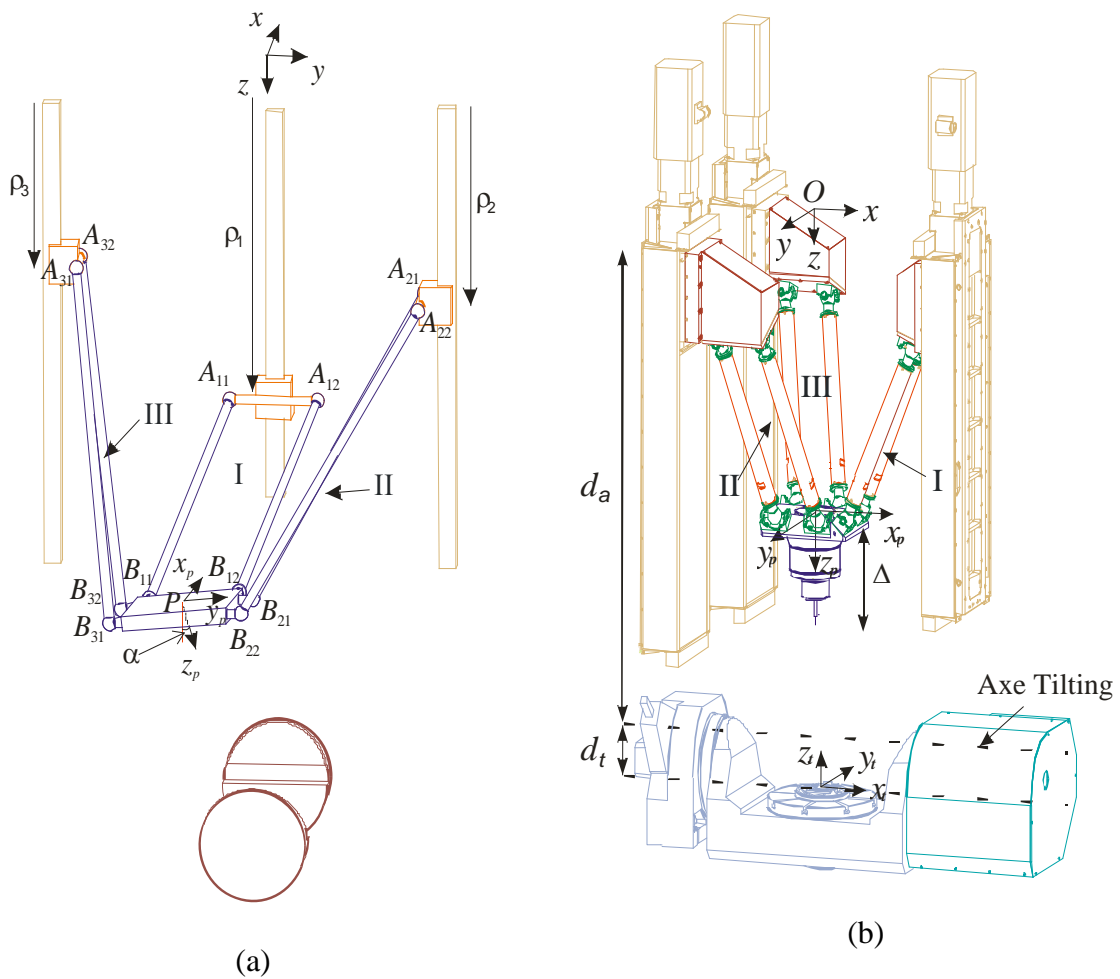 x
y
z
ρ3
ρ1
ρ2
A32
A31
A21
A22
A11
A12
III
I
II
B11
B12
B32
B31
B21
B22
xp
P
yp
zp
α
(a)
O
x
y
z
III
II
I
da
xp
yp
zp
Δ
Axe Tilting
dt
zt
yt
xt
(b)